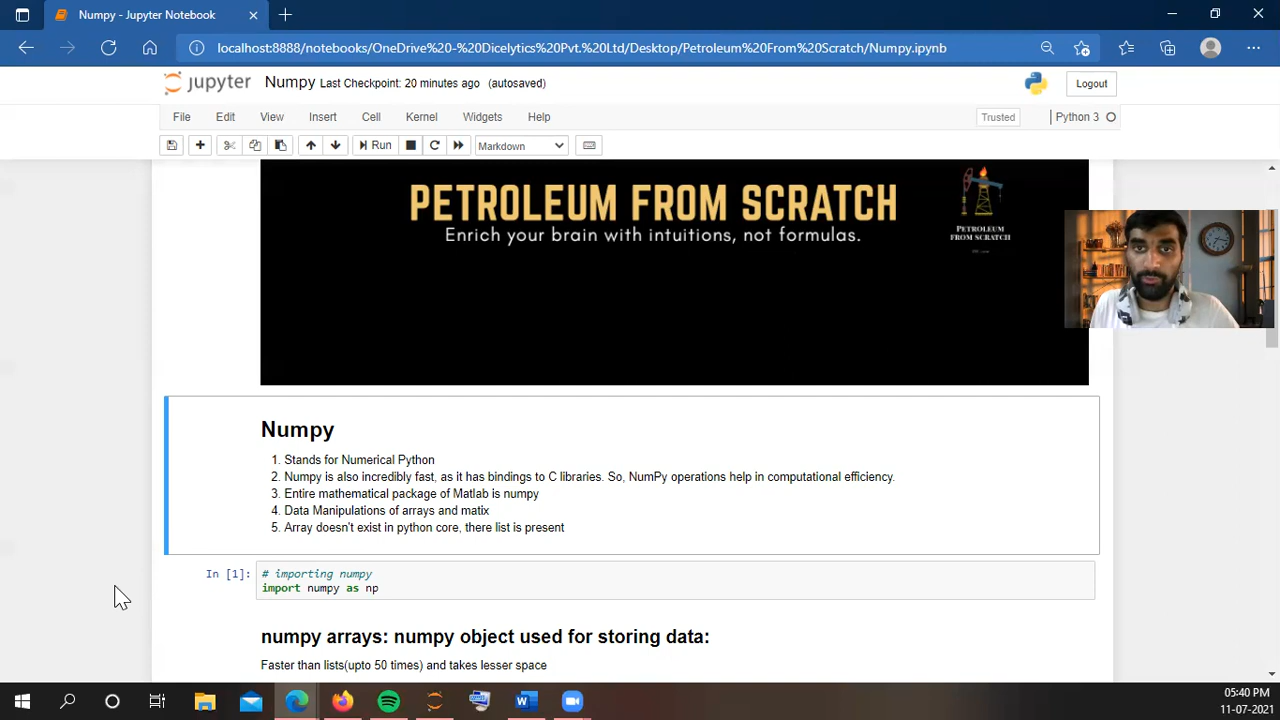 Numpy - Jupyter Notebook
localhost:8888/notebooks/OneDrive%20-%20Dicelytics%20Pvt.%20Ltd/Desktop/Petroleum%20From%20Scratch/Numpy.ipynb
jupyter Numpy Last Checkpoint: 20 minutes ago (autosaved) Logout
File Edit View Insert Cell Kernel Widgets Help Trusted Python 3
Run Markdown
PETROLEUM FROM SCRATCH
Enrich your brain with intuitions, not formulas.
PETROLEUM
FROM SCRATCH
Numpy
1. Stands for Numerical Python
2. Numpy is also incredibly fast, as it has bindings to C libraries. So, NumPy operations help in computational efficiency.
3. Entire mathematical package of Matlab is numpy
4. Data Manipulations of arrays and matix
5. Array doesn't exist in python core, there list is present
In [1]: # importing numpy
import numpy as np
numpy arrays: numpy object used for storing data:
Faster than lists(upto 50 times) and takes lesser space
05:40 PM
11-07-2021